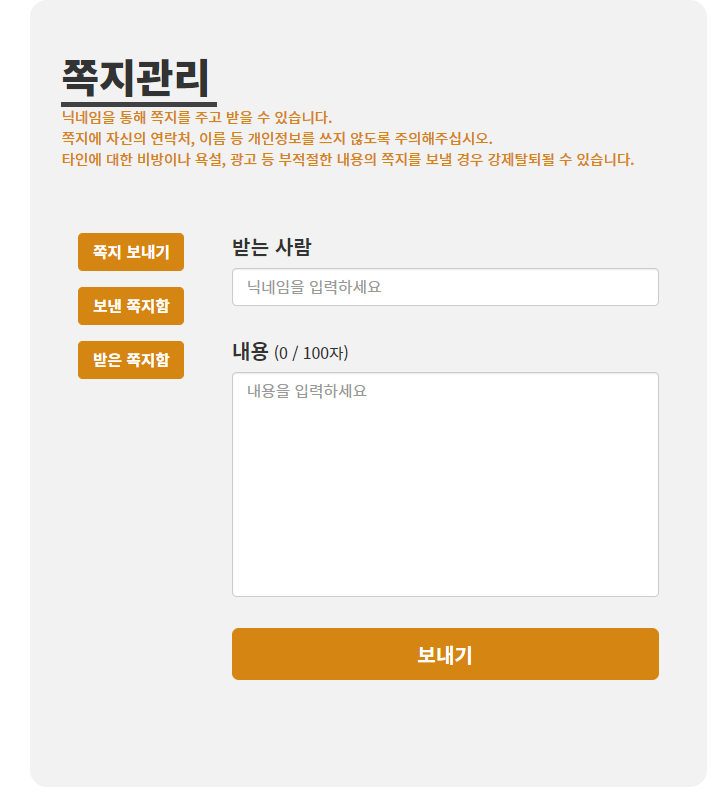 쪽지관리
닉네임을 통해 쪽지를 주고 받을 수 있습니다.
쪽지에 자신의 연락처, 이름 등 개인정보를 쓰지 않도록 주의해주십시오.
타인에 대한 비방이나 욕설, 광고 등 부적절한 내용의 쪽지를 보낼 경우 강제탈퇴될 수 있습니다.
쪽지 보내기
보낸 쪽지함
받은 쪽지함
받는 사람
닉네임을 입력하세요
내용 (0 / 100자)
내용을 입력하세요
보내기